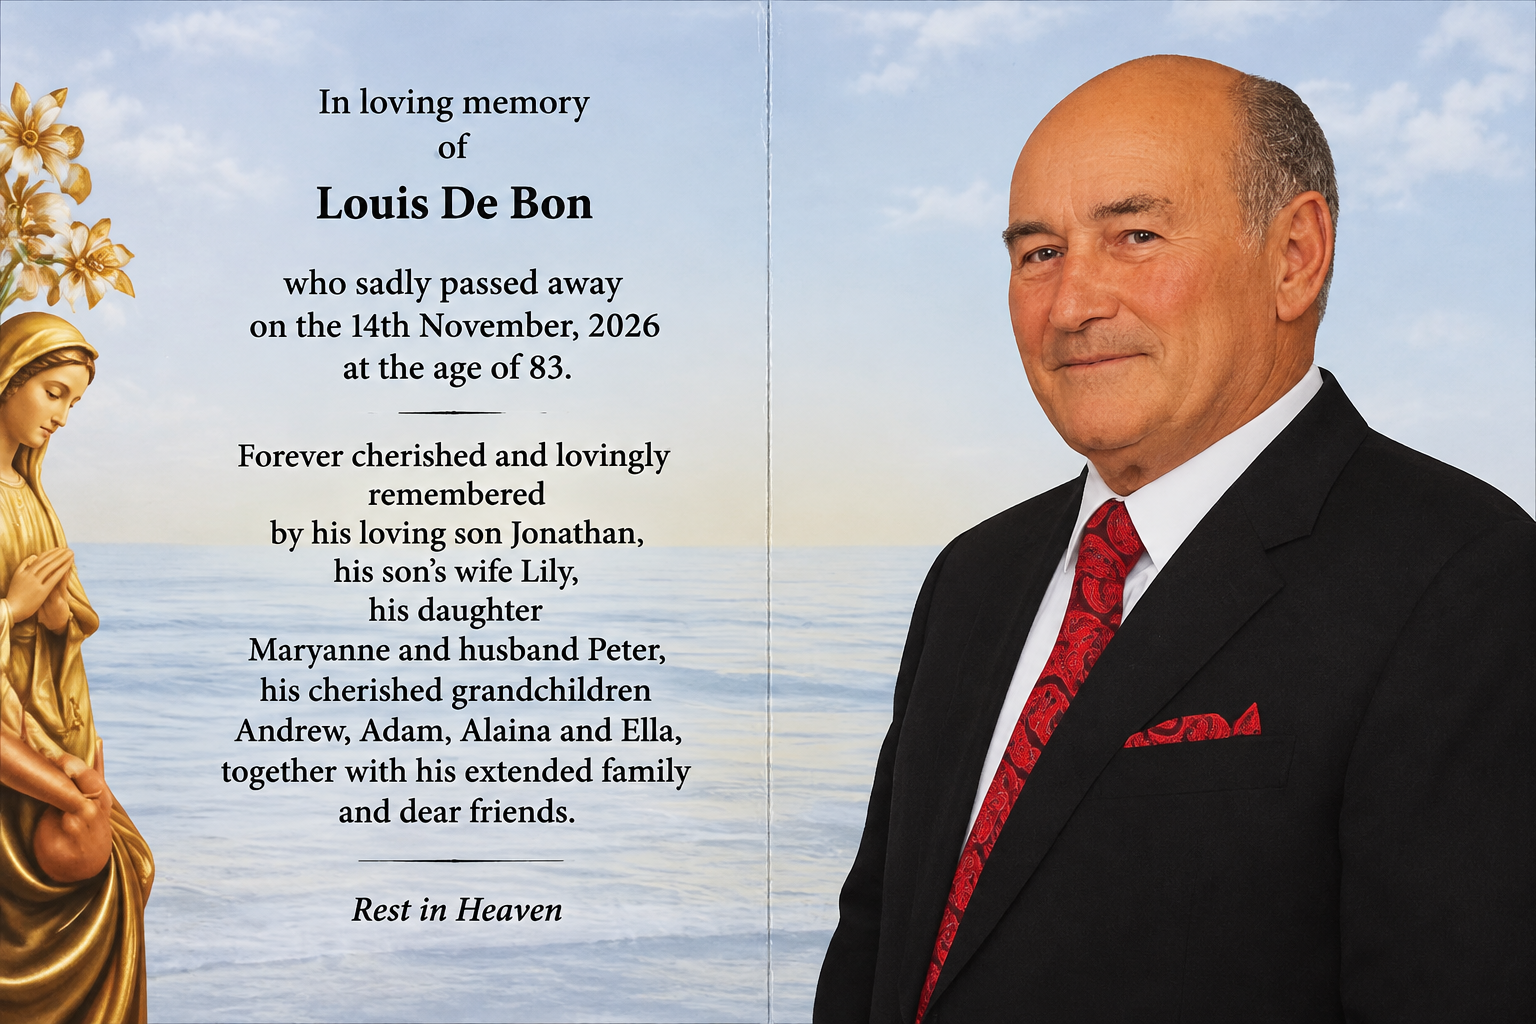 In loving memory
of
Louis De Bon
who sadly passed away
on the 14th November, 2026
at the age of 83.
Forever cherished and lovingly
remembered
by his loving son Jonathan,
his son’s wife Lily,
his daughter
Maryanne and husband Peter,
his cherished grandchildren
Andrew, Adam, Alaina and Ella,
together with his extended family
and dear friends.
Rest in Heaven